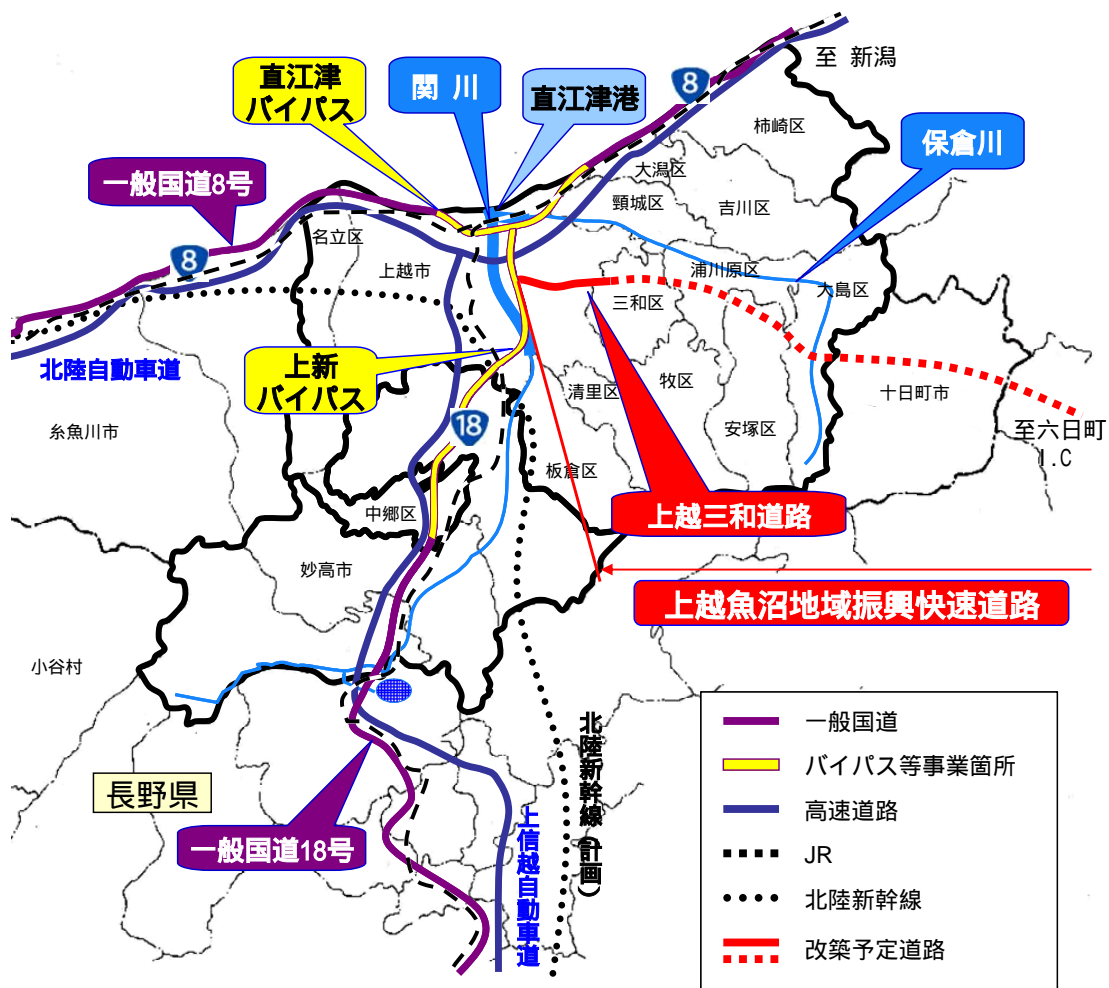 至 新潟
直江津
バイパス
関 川
直江津港
8
柿崎区
保倉川
大潟区
一般国道8号
頸城区
吉川区
名立区
8
上越市
浦川原区
大島区
三和区
北陸自動車道
上新
バイパス
清里区
牧区
十日町市
糸魚川市
18
安塚区
至六日町
I.C
板倉区
中郷区
上越三和道路
妙高市
上越魚沼地域振興快速道路
小谷村
北陸新幹線(計画)
長野県
一般国道18号
上信越自動車道
一般国道
バイパス等事業箇所
高速道路
JR
北陸新幹線
改築予定道路